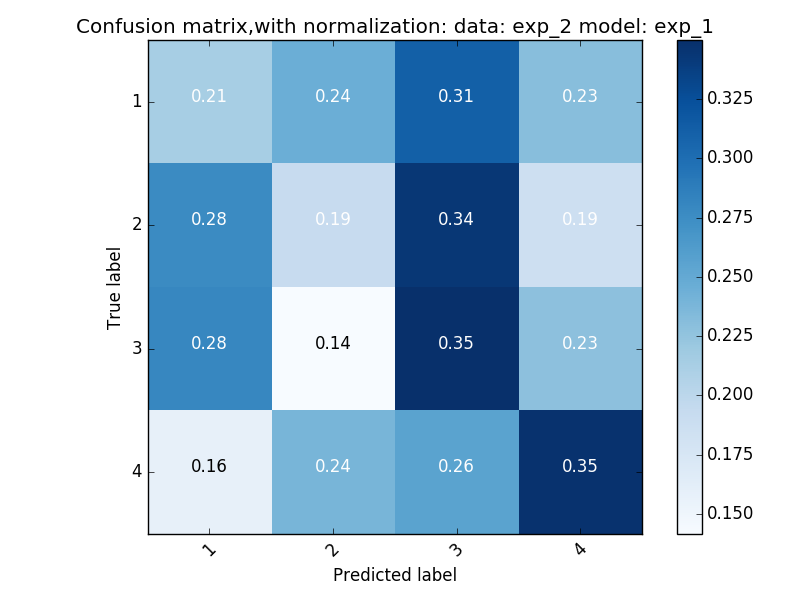 Confusion matrix,with normalization: data: exp_2 model: exp_1
1 0.21 0.24 0.31 0.23
2 0.28 0.19 0.34 0.19
3 0.28 0.14 0.35 0.23
4 0.16 0.24 0.26 0.35
True label
1 2 3 4
Predicted label
0.325
0.300
0.275
0.250
0.225
0.200
0.175
0.150